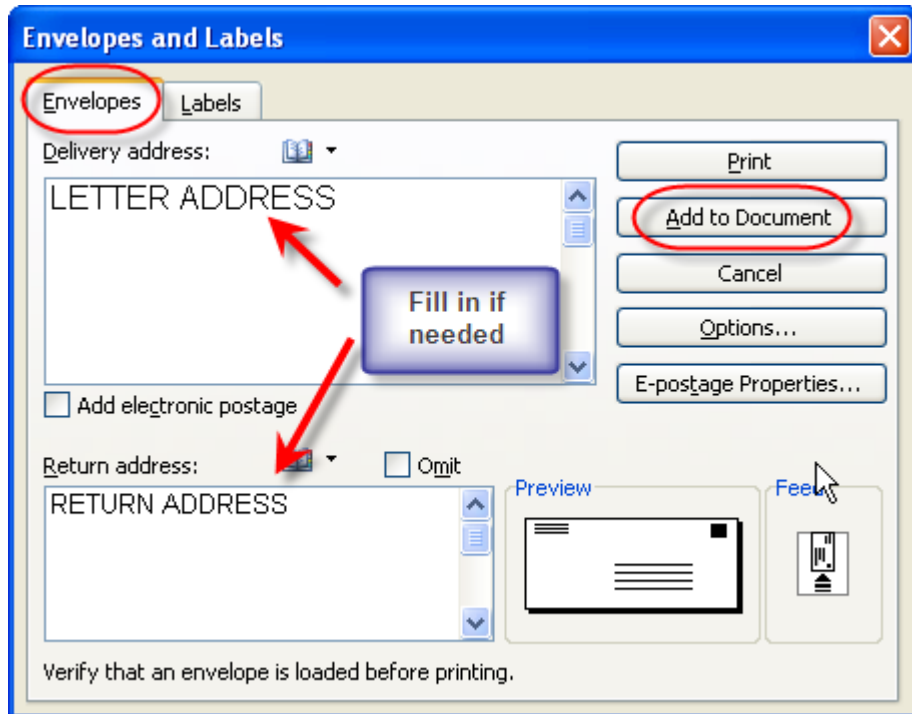 Envelopes and Labels
Envelopes
Labels
Delivery address:
Print
LETTER ADDRESS
Add to Document
Cancel
Fill in if
needed
Options...
E-postage Properties...
Add electronic postage
Return address:
Omit
RETURN ADDRESS
Preview
Feed
Verify that an envelope is loaded before printing.